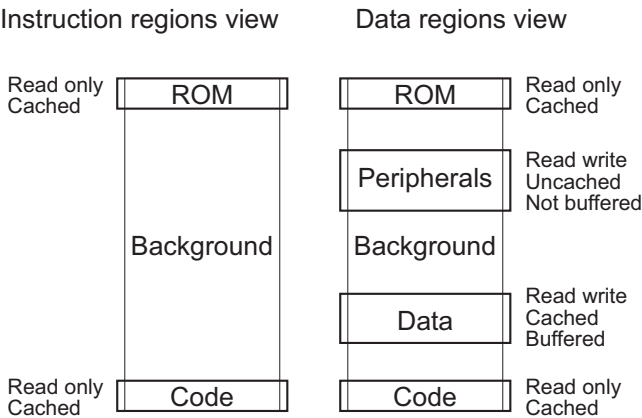 Instruction regions view
Data regions view
Read only
Cached
ROM
ROM
Read only
Cached
Peripherals
Read write
Uncached
Not buffered
Background
Background
Data
Read write
Cached
Buffered
Read only
Cached
Code
Code
Read only
Cached